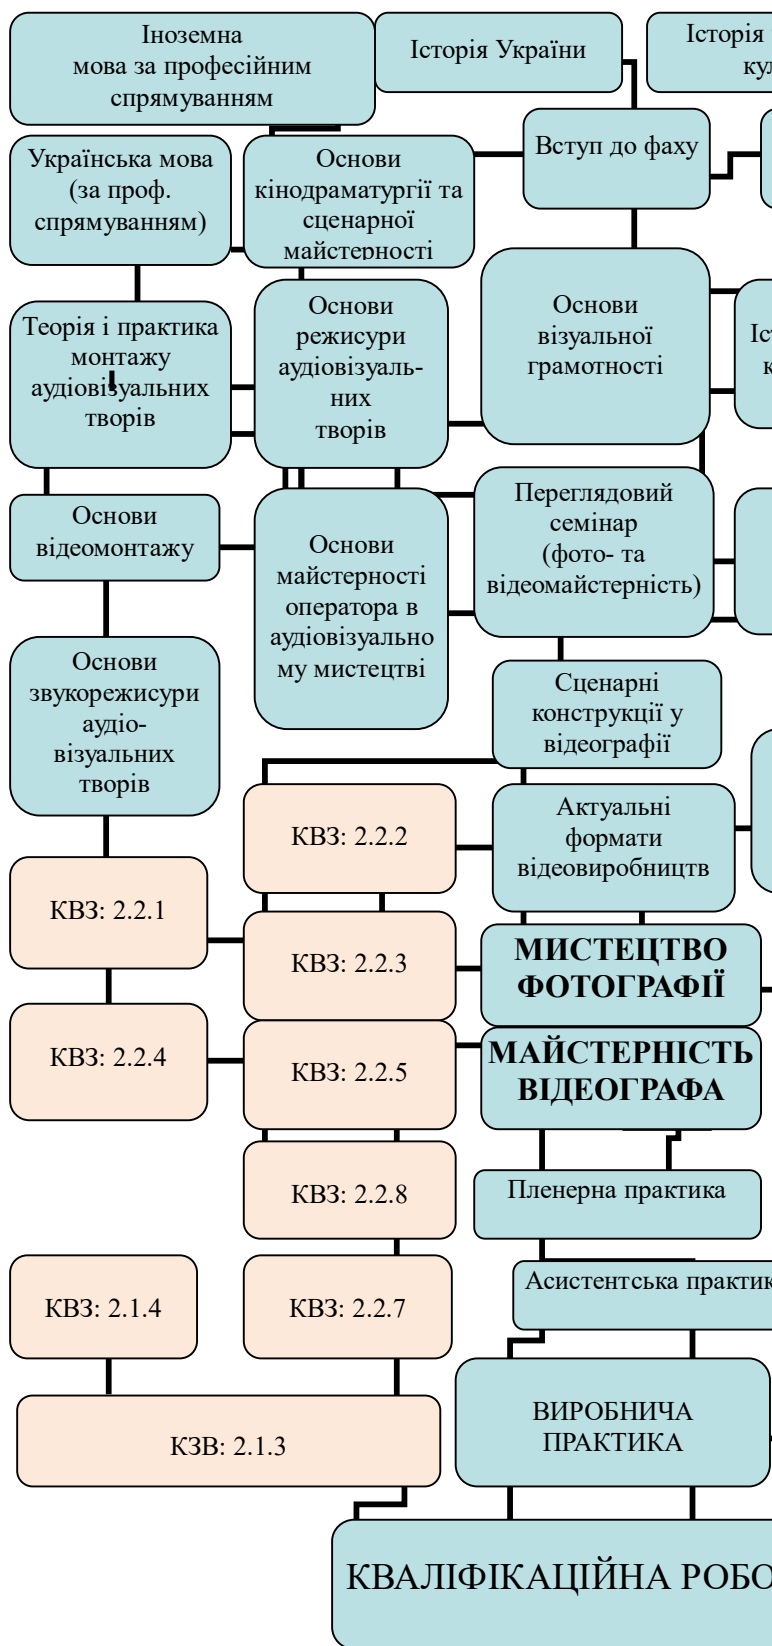 Іноземна
мова за професійним
спрямуванням
Історія України
Історія
Українська мова
(за проф.
спрямуванням)
Основи
кінодраматургії та
сценарної
майстерності
Вступ до фаху
Теорія і практика
монтажу
аудіовізуальних
творів
Основи
режисури
аудіовізуаль-
них
творів
Основи
візуальної
грамотності
Основи
відеомонтажу
Основи
майстерності
оператора в
аудіовізуально
му мистецтві
Переглядовий
семінар
(фото- та
відеомайстерність)
Основи
звукорежисури
аудіо-
візуальних
творів
Сценарні
конструкції у
відеографії
КВЗ: 2.2.2
Актуальні
формати
відеовиробництв
КВЗ: 2.2.1
КВЗ: 2.2.3
МИСТЕЦТВО
ФОТОГРАФІЇ
КВЗ: 2.2.4
КВЗ: 2.2.5
МАЙСТЕРНІСТЬ
ВІДЕОГРАФА
КВЗ: 2.2.8
Пленерна практика
КВЗ: 2.1.4
КВЗ: 2.2.7
Асистентська практик
КЗВ: 2.1.3
ВИРОБНИЧА
ПРАКТИКА
КВАЛІФІКАЦІЙНА РОБО